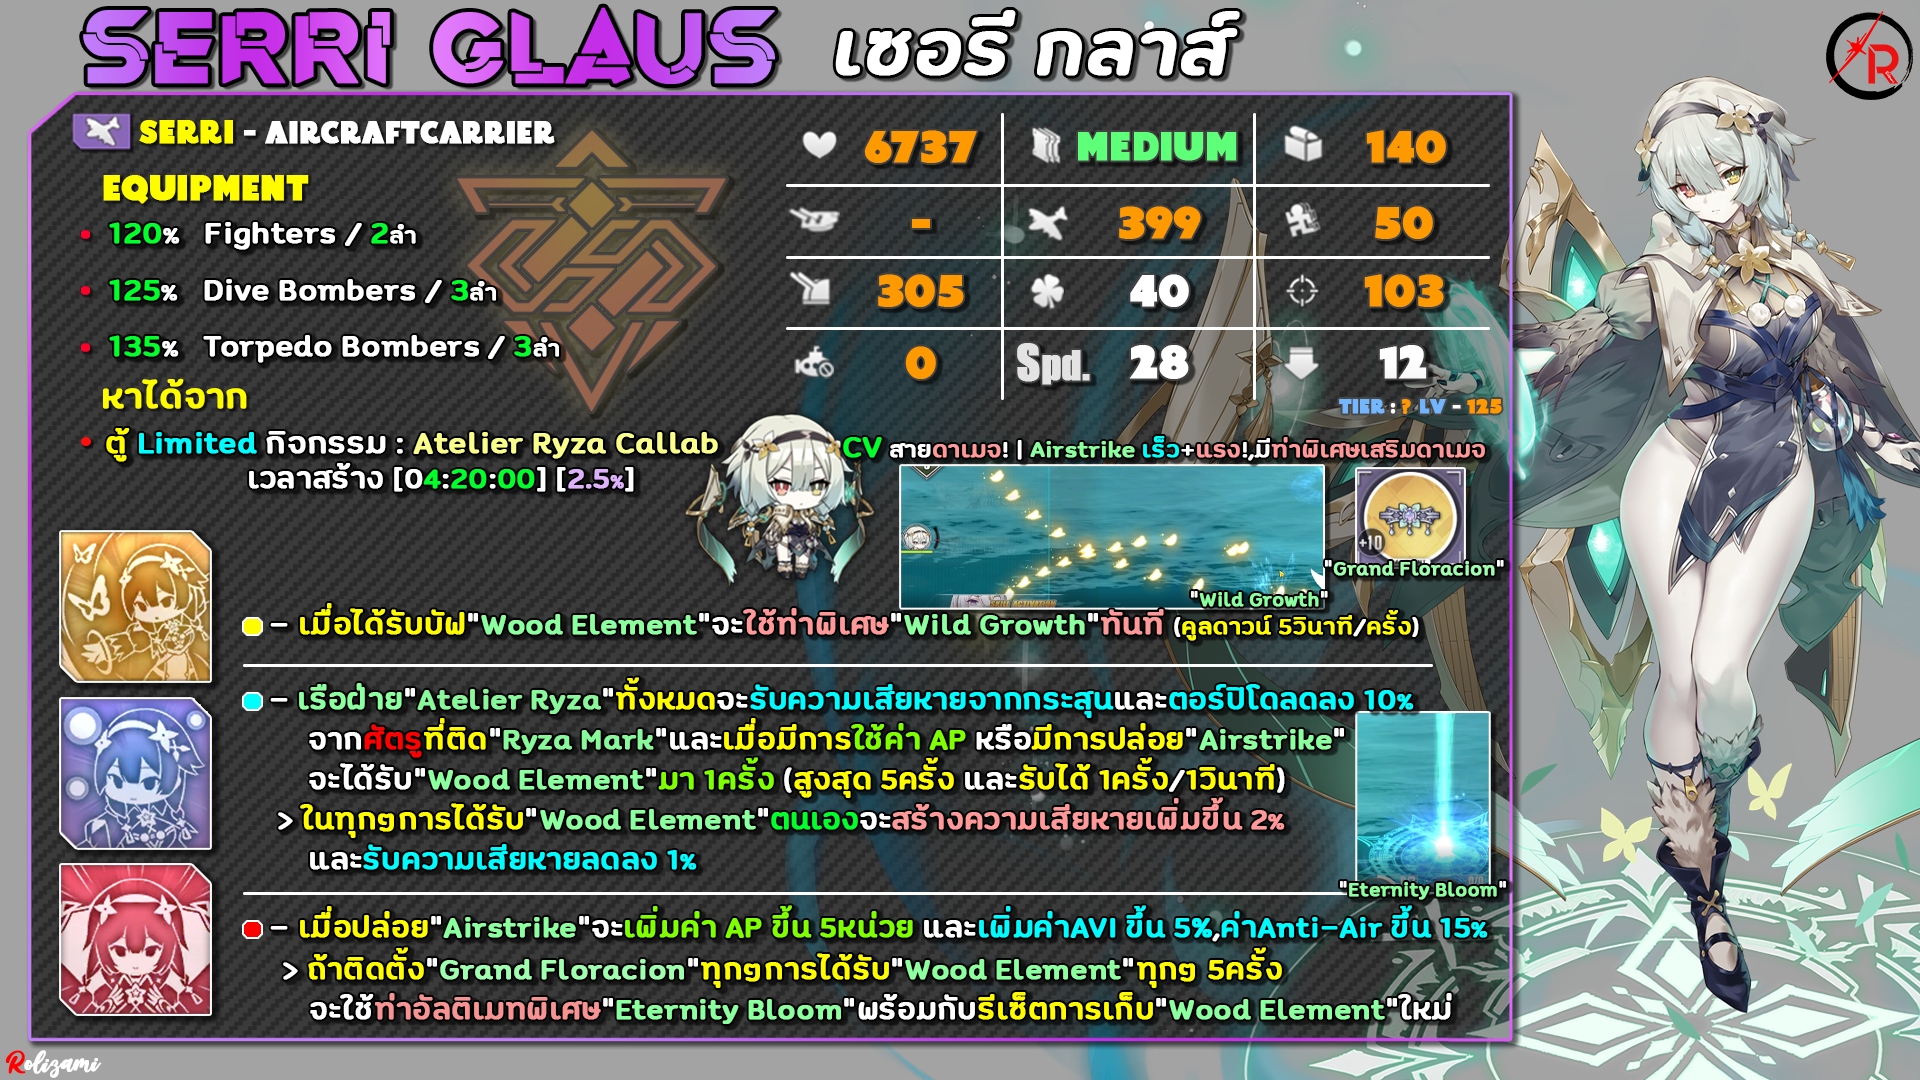 SERRI GLAUS เซอรี กลาส์
R
SERRI - AIRCRAFTCARRIER
EQUIPMENT
120% Fighters / 2ลำ
125% Dive Bombers / 3ลำ
135% Torpedo Bombers / 3ลำ
หาได้จาก
ตู้ Limited กิจกรรม : Atelier Ryza Callab
เวลาสร้าง [04:20:00] [2.5%]
6737 MEDIUM 140
- 399 50
305 40 103
0 Spd. 28 12
TIER : ? LV - 125
CV สายดาเมจ! | Airstrike เร็ว+แรง!,มีท่าพิเศษเสริมดาเมจ
+10
"Grand Floracion"
SKILL ACTIVATION
"Wild Growth"
- เมื่อได้รับบัฟ"Wood Element"จะใช้ท่าพิเศษ"Wild Growth"ทันที (คูลดาวน์ 5วินาที/ครั้ง)
- เรือฝ่าย"Atelier Ryza"ทั้งหมดจะรับความเสียหายจากกระสุนและตอร์ปิโดลดลง 10%
จากศัตรูที่ติด"Ryza Mark"และเมื่อมีการใช้ค่า AP หรือมีการปล่อย"Airstrike"
จะได้รับ"Wood Element"มา 1ครั้ง (สูงสุด 5ครั้ง และรับได้ 1ครั้ง/1วินาที)
> ในทุกๆการได้รับ"Wood Element"ตนเองจะสร้างความเสียหายเพิ่มขึ้น 2%
และรับความเสียหายลดลง 1%
"Eternity Bloom"
- เมื่อปล่อย"Airstrike"จะเพิ่มค่า AP ขึ้น 5หน่วย และเพิ่มค่าAVI ขึ้น 5%,ค่าAnti-Air ขึ้น 15%
> ถ้าติดตั้ง"Grand Floracion"ทุกๆการได้รับ"Wood Element"ทุกๆ 5ครั้ง
จะใช้ท่าอัลติเมทพิเศษ"Eternity Bloom"พร้อมกับรีเซ็ตการเก็บ"Wood Element"ใหม่
Rolizami